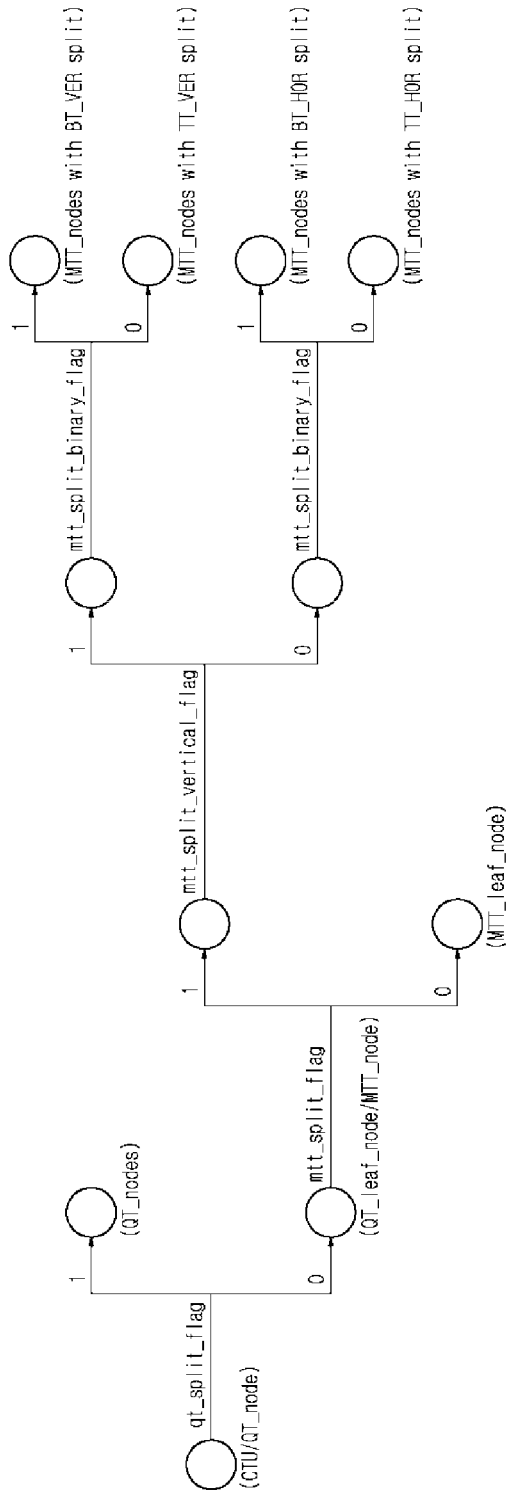 (CTU/QT_node)
qt_split_flag
1
(QT_nodes)
0
(QT_leaf_node/MTT_node)
mtt_split_flag
1
0
(MTT_leaf_node)
mtt_split_vertical_flag
1
0
mtt_split_binary_flag
1
(MTT_nodes with BT_VER split)
0
(MTT_nodes with TT_VER split)
mtt_split_binary_flag
1
(MTT_nodes with BT_HOR split)
0
(MTT_nodes with TT_HOR split)